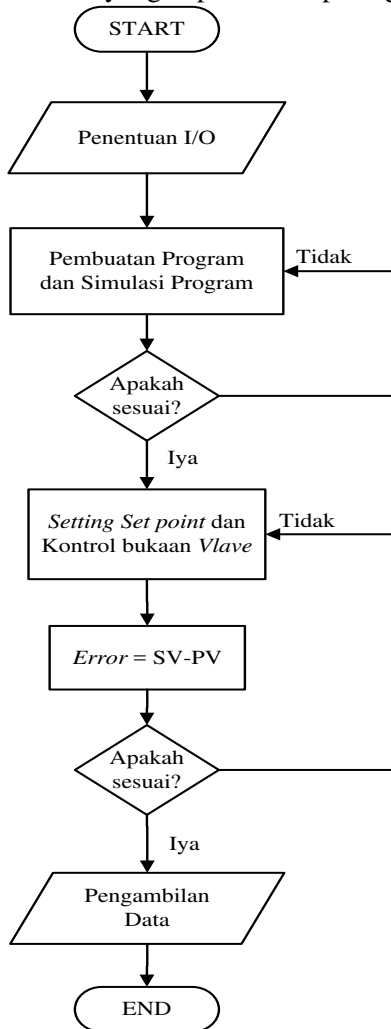 START
Penentuan I/O
Pembuatan Program
dan Simulasi Program
Tidak
Apakah
sesuai?
Iya
Setting Set point dan
Kontrol bukaan Vlave
Tidak
Error = SV-PV
Apakah
sesuai?
Iya
Pengambilan
Data
END